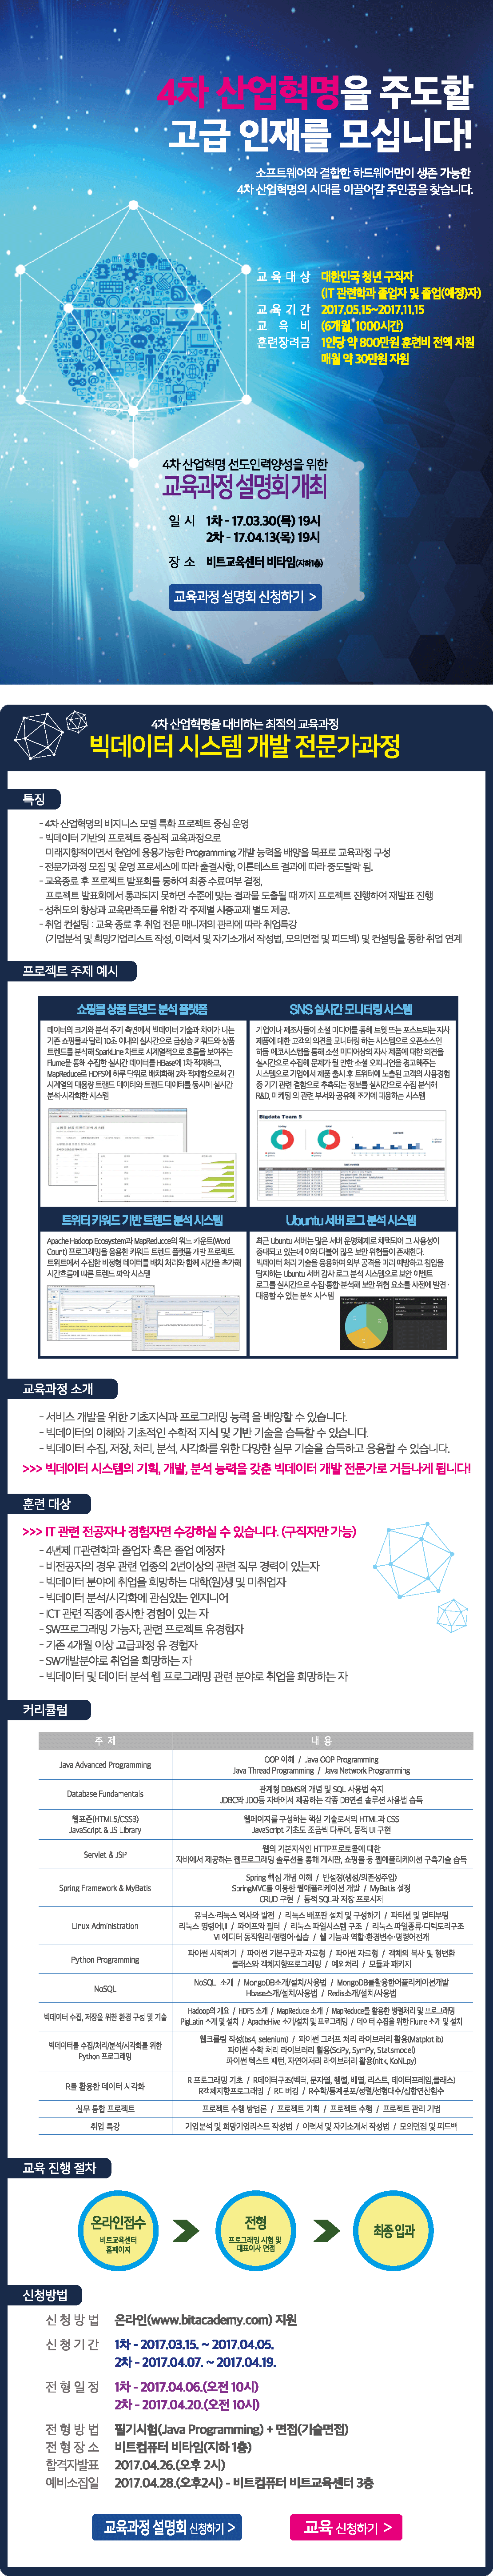 4차 산업혁명을 주도할
고급 인재를 모십니다!
소프트웨어와 결합한 하드웨어만이 생존 가능한
4차 산업혁명의 시대를 이끌어갈 주인공을 찾습니다.
교육대상 대한민국 청년 구직자
(IT 관련학과 졸업자 및 졸업(예정)자)
교육기간 2017.05.15~2017.11.15
교육비 (6개월, 1000시간)
훈련장려금 1인당 약 800만원 훈련비 전액 지원
매월 약 30만원 지원
4차 산업혁명 선도인력양성을 위한
교육과정 설명회 개최
일시 1차 - 17.03.30(목) 19시
2차 - 17.04.13(목) 19시
장소 비트교육센터 비타임(지하1층)
교육과정 설명회 신청하기 >
4차 산업혁명을 대비하는 최적의 교육과정
빅데이터 시스템 개발 전문가과정
특징
- 4차 산업혁명의 비지니스 모델 특화 프로젝트 중심 운영
- 빅데이터 기반의 프로젝트 중심적 교육과정으로
미래지향적이면서 현업에 응용가능한 Programming 개발 능력을 배양을 목표로 교육과정 구성
- 전문가과정 모집 및 운영 프로세스에 따라 출결사항, 이론테스트 결과에 따라 중도탈락 됨.
- 교육종료 후 프로젝트 발표회를 통하여 최종 수료여부 결정,
프로젝트 발표회에서 통과되지 못하면 수준에 맞는 결과물 도출될 때 까지 프로젝트 진행하여 재발표 진행
- 성취도의 향상과 교육만족도를 위한 각 주제별 시중교재 별도 제공.
- 취업 컨설팅 : 교육 종료 후 취업 전문 매니저의 관리에 따라 취업특강
(기업분석 및 희망기업리스트 작성, 이력서 및 자기소개서 작성법, 모의면접 및 피드백) 및 컨설팅을 통한 취업 연계
프로젝트 주제 예시
쇼핑몰 상품 트렌드 분석 플랫폼
데이터의 크기와 분석 주기 측면에서 빅데이터 기술과 차이가 나는
기존 쇼핑몰과 달리 10초 이내의 실시간으로 급상승 키워드와 상품
트렌드를 분석해 SparkLine 차트로 시계열적으로 흐름을 보여주는
Flume을 통해 수집한 실시간 데이터를 HBase에 1차 적재하고,
MapReduce로 HDFS에 하루 단위로 배치화해 2차 적재함으로써 긴
시계열의 대용량 트렌드 데이터와 트렌드 데이터를 동시에 실시간
분석·시각화한 시스템
SNS 실시간 모니터링 시스템
기업이나 제조사들이 소셜 미디어를 통해 트윗 또는 포스트되는 자사
제품에 대한 고객의 의견을 모니터링 하는 시스템으로 오픈소스인
하둡 에코시스템을 통해 소셜 미디어상의 자사 제품에 대한 의견을
실시간으로 수집해 문제가 될 만한 소셜 오피니언을 경고해주는
시스템으로 기업에서 제품 출시 후 트위터에 노출된 고객의 사용경험
중 기기 관련 결함으로 추측되는 정보를 실시간으로 수집 분석해
R&D, 마케팅 의 관련 부서와 공유해 조기에 대응하는 시스템
Bigdata Team 5
트위터 키워드 기반 트렌드 분석 시스템
Apache Hadoop Ecosystem과 MapReducce의 워드 카운트(Word
Count) 프로그래밍을 응용한 키워드 트렌드 플랫폼 개발 프로젝트.
트위트에서 수집한 비정형 데이터를 배치 처리와 함께 시간을 추가해
시간흐름에 따른 트렌드 파악 시스템
Ubuntu 서버 로그 분석 시스템
최근 Ubuntu 서버는 많은 서버 운영체제로 채택되어 그 사용성이
증대되고 있는데 이와 더불어 많은 보안 위협들이 존재한다.
빅데이터 처리 기술을 응용하여 외부 공격을 미리 예방하고 침입을
탐지하는 Ubuntu 서버 감사 로그 분석 시스템으로 보안 이벤트
로그를 실시간으로 수집·통합·분석해 보안 위협 요소를 사전에 발견·
대응할 수 있는 분석 시스템
교육과정 소개
- 서비스 개발을 위한 기초지식과 프로그래밍 능력 을 배양할 수 있습니다.
- 빅데이터의 이해와 기초적인 수학적 지식 및 기반 기술을 습득할 수 있습니다.
- 빅데이터 수집, 저장, 처리, 분석, 시각화를 위한 다양한 실무 기술을 습득하고 응용할 수 있습니다.
>>> 빅데이터 시스템의 기획, 개발, 분석 능력을 갖춘 빅데이터 개발 전문가로 거듭나게 됩니다!
훈련 대상
>>> IT 관련 전공자나 경험자면 수강하실 수 있습니다. (구직자만 가능)
- 4년제 IT관련학과 졸업자 혹은 졸업 예정자
- 비전공자의 경우 관련 업종의 2년이상의 관련 직무 경력이 있는자
- 빅데이터 분야에 취업을 희망하는 대학(원)생 및 미취업자
- 빅데이터 분석/시각화에 관심있는 엔지니어
- ICT 관련 직종에 종사한 경험이 있는 자
- SW프로그래밍 가능자, 관련 프로젝트 유경험자
- 기존 4개월 이상 고급과정 유 경험자
- SW개발분야로 취업을 희망하는 자
- 빅데이터 및 데이터 분석 웹 프로그래밍 관련 분야로 취업을 희망하는 자
커리큘럼
주 제 내 용
Java Advanced Programming
OOP 이해 / Java OOP Programming
Java Thread Programming / Java Network Programming
Database Fundamentals
관계형 DBMS의 개념 및 SQL 사용법 숙지
JDBC와 JDO등 자바에서 제공하는 각종 DB연결 솔루션 사용법 습득
웹표준(HTML5/CSS3)
JavaScript & JS Library
웹페이지를 구성하는 핵심 기술로서의 HTML과 CSS
JavaScript 기초도 조금씩 다루며, 동적 UI 구현
Servlet & JSP
웹의 기본지식인 HTTP프로토콜에 대한
자바에서 제공하는 웹프로그래밍 솔루션을 통해 게시판, 쇼핑몰 등 웹애플리케이션 구축기술 습득
Spring Framework & MyBatis
Spring 핵심 개념 이해 / 빈설정(생성/의존성주입)
SpringMVC를 이용한 웹애플리케이션 개발 / MyBatis 설정
CRUD 구현 / 동적 SQL과 저장 프로시저
Linux Administration
유닉스·리눅스 역사와 발전 / 리눅스 배포판 설치 및 구성하기 / 파티션 및 멀티부팅
리눅스 명령어/I / 파이프와 필터 / 리눅스 파일시스템 구조 / 리눅스 파일종류·디렉토리구조
Vi 에디터 동작원리·명령어·실습 / 쉘 기능과 역할·환경변수·명령어전개
Python Programming
파이썬 시작하기 / 파이썬 기본구문과 자료형 / 파이썬 자료형 / 객체의 복사 및 형변환
클래스와 객체지향프로그래밍 / 예외처리 / 모듈과 패키지
NoSQL
NoSQL 소개 / MongoDB소개/설치/사용법 / MongoDB를활용한어플리케이션개발
Hbase소개/설치/사용법 / Redis소개/설치/사용법
빅데이터 수집, 저장을 위한 환경 구성 및 기술
Hadoop의 개요 / HDFS 소개 / MapReduce 소개 / MapReduce를 활용한 병렬처리 및 프로그래밍
PigLatin 소개 및 설치 / ApacheHive 소개/설치 및 프로그래밍 / 데이터 수집을 위한 Flume 소개 및 설치
빅데이터를 수집/처리/분석/시각화를 위한
Python 프로그래밍
웹크롤링 작성(bs4, selenium) / 파이썬 그래프 처리 라이브러리 활용(Matplotlib)
파이썬 수학 처리 라이브러리 활용(SciPy, SymPy, Statsmodel)
파이썬 텍스트 패턴, 자연어처리 라이브러리 활용(nltk, KoNLpy)
R를 활용한 데이터 시각화
R 프로그래밍 기초 / R데이터구조(벡터, 문자열, 행렬, 배열, 리스트, 데이터프레임,클래스)
R객체지향프로그래밍 / R디버깅 / R수학/통계분포/정렬/선형대수/집합연산함수
실무 통합 프로젝트
프로젝트 수행 방법론 / 프로젝트 기획 / 프로젝트 수행 / 프로젝트 관리 기법
취업 특강
기업분석 및 희망기업리스트 작성법 / 이력서 및 자기소개서 작성법 / 모의면접 및 피드백
교육 진행 절차
온라인접수
비트교육센터
홈페이지
전형
프로그래밍 시험 및
대표이사 면접
최종 입과
신청방법
신청방법 온라인(www.bitacademy.com) 지원
신청기간 1차 - 2017.03.15. ~ 2017.04.05.
2차 - 2017.04.07. ~ 2017.04.19.
전형일정 1차 - 2017.04.06.(오전 10시)
2차 - 2017.04.20.(오전 10시)
전형방법 필기시험(Java Programming) + 면접(기술면접)
전형장소 비트컴퓨터 비타임(지하 1층)
합격자발표 2017.04.26.(오후 2시)
예비소집일 2017.04.28.(오후2시) - 비트컴퓨터 비트교육센터 3층
교육과정 설명회 신청하기 >
교육 신청하기 >